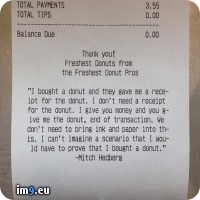 TOTAL PAYMENTS 3.55
TOTAL TIPS 0.00
Balance Due 0.00
Thank you!
Freshest Donuts from
the Freshest Donut Pros
"I bought a donut and they gave me a rece-
ipt for the donut. I don't need a receipt
for the donut. I give you money and you g-
ive me the donut, end of transaction. We
don't need to bring ink and paper into th-
is, I can't imagine a scenario that I wou-
ld have to prove that I bought a donut."
-Mitch Hedberg
im9.eu